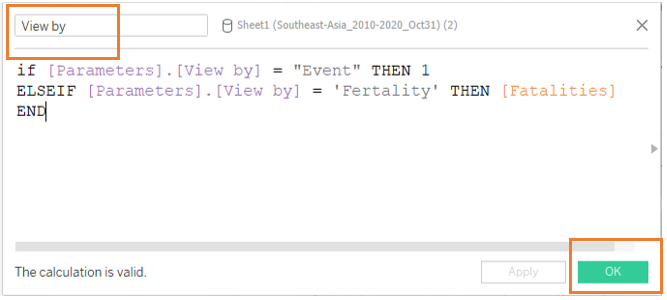 View by
Sheet1 (Southeast-Asia_2010-2020_Oct31) (2)
if [Parameters].[View by] = "Event" THEN 1
ELSEIF [Parameters].[View by] = 'Fertality' THEN [Fatalities]
END
The calculation is valid.
Apply
OK